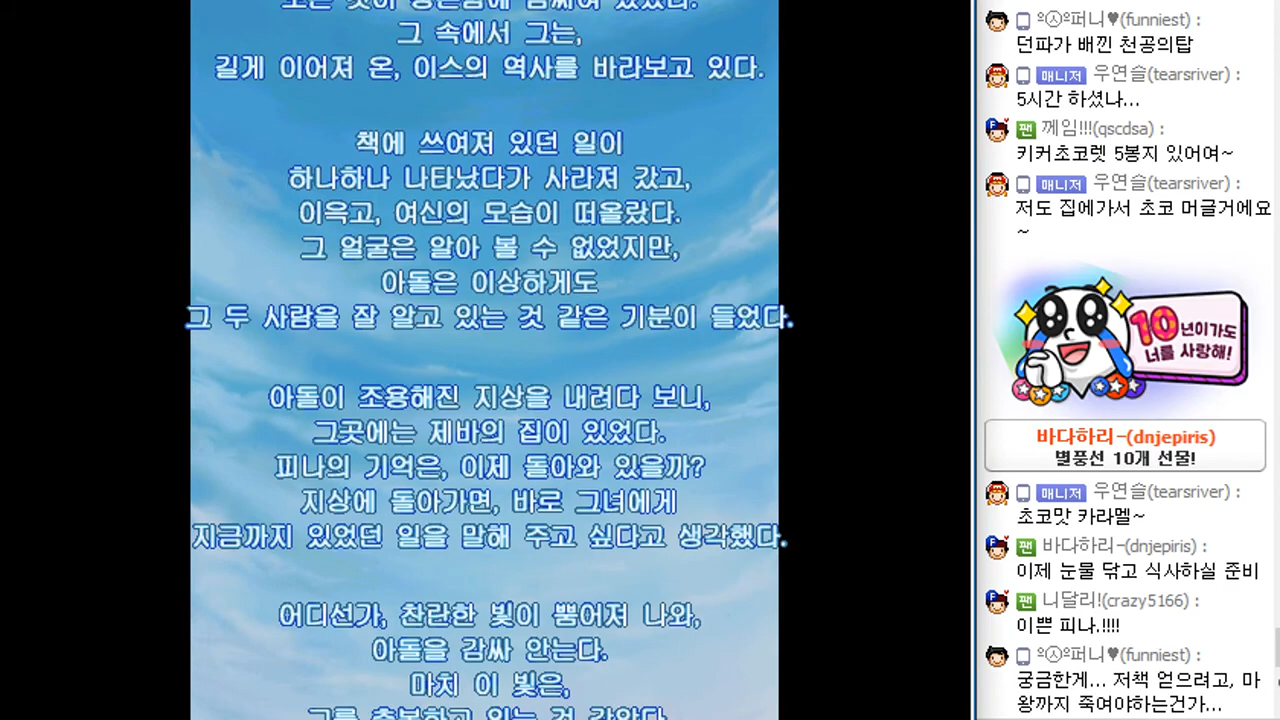 그 속에서 그는,
길게 이어져 온, 이스의 역사를 바라보고 있다.
책에 쓰여져 있던 일이
하나하나 나타났다가 사라져 갔고,
이윽고, 여신의 모습이 떠올랐다.
그 얼굴은 알아 볼 수 없었지만,
아돌은 이상하게도
그 두 사람을 잘 알고 있는 것 같은 기분이 들었다.
아돌이 조용해진 지상을 내려다 보니,
그곳에는 제바의 집이 있었다.
피나의 기억은, 이제 돌아와 있을까?
지상에 돌아가면, 바로 그녀에게
지금까지 있었던 일을 말해 주고 싶다고 생각했다.
어디선가, 찬란한 빛이 뿜어져 나와,
아돌을 감싸 안는다.
마치 이 빛은,
그를 축복하고 있는 것 같았다.
º㉦º퍼니♥(funniest) :
던파가 배낀 천공의탑
매니저 우연슬(tearsriver) :
5시간 하셨나...
팬 께임!!!(qscdsa) :
키커초코렛 5봉지 있어여~
매니저 우연슬(tearsriver) :
저도 집에가서 초코 머글거에요
~
10년이가도
너를 사랑해!
바다하리-(dnjepiris)
별풍선 10개 선물!
매니저 우연슬(tearsriver) :
초코맛 카라멜~
팬 바다하리-(dnjepiris) :
이제 눈물 닦고 식사하실 준비
팬 니달리!(crazy5166) :
이쁜 피나.!!!!
º㉦º퍼니♥(funniest) :
궁금한게... 저책 얻으려고, 마
왕까지 죽여야하는건가...